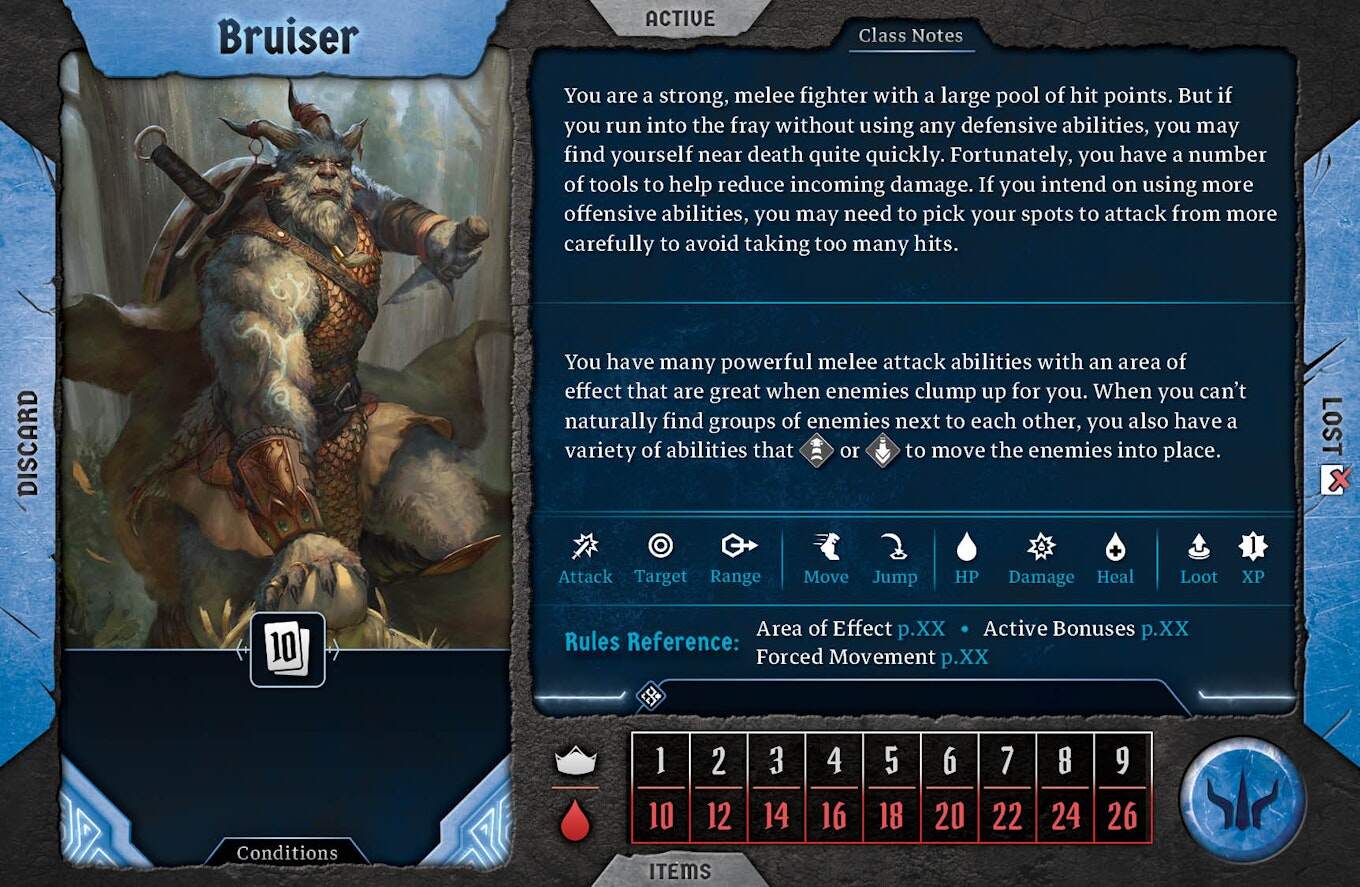 Bruiser
ACTIVE
Class Notes
You are a strong, melee fighter with a large pool of hit points. But if
you run into the fray without using any defensive abilities, you may
find yourself near death quite quickly. Fortunately, you have a number
of tools to help reduce incoming damage. If you intend on using more
offensive abilities, you may need to pick your spots to attack from more
carefully to avoid taking too many hits.
You have many powerful melee attack abilities with an area of
effect that are great when enemies clump up for you. When you can't
naturally find groups of enemies next to each other, you also have a
variety of abilities that or to move the enemies into place.
DISCARD
LOST
Attack Target Range Move Jump HP Damage Heal Loot XP
1
Rules Reference: Area of Effect p.XX • Active Bonuses p.XX
Forced Movement p.XX
10
1 2 3 4 5 6 7 8 9
10 12 14 16 18 20 22 24 26
Conditions
ITEMS